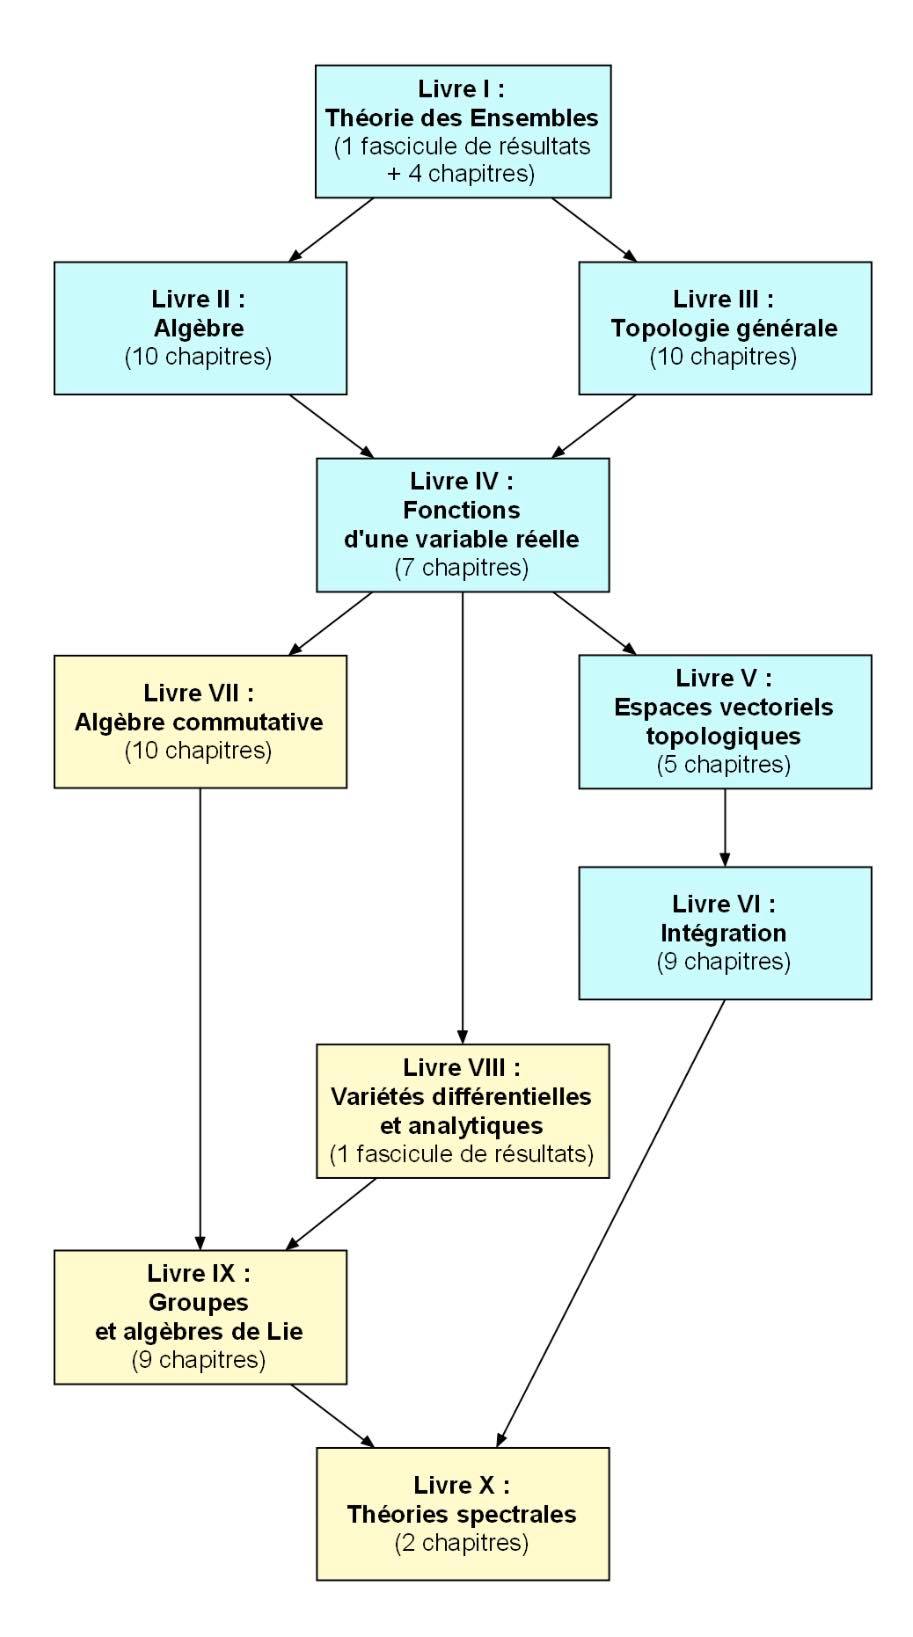 Livre I :
Théorie des Ensembles
(1 fascicule de résultats
+ 4 chapitres)
Livre II :
Algèbre
(10 chapitres)
Livre III :
Topologie générale
(10 chapitres)
Livre IV :
Fonctions
d'une variable réelle
(7 chapitres)
Livre VII :
Algèbre commutative
(10 chapitres)
Livre V :
Espaces vectoriels
topologiques
(5 chapitres)
Livre VI :
Intégration
(9 chapitres)
Livre VIII :
Variétés différentielles
et analytiques
(1 fascicule de résultats)
Livre IX :
Groupes
et algèbres de Lie
(9 chapitres)
Livre X :
Théories spectrales
(2 chapitres)